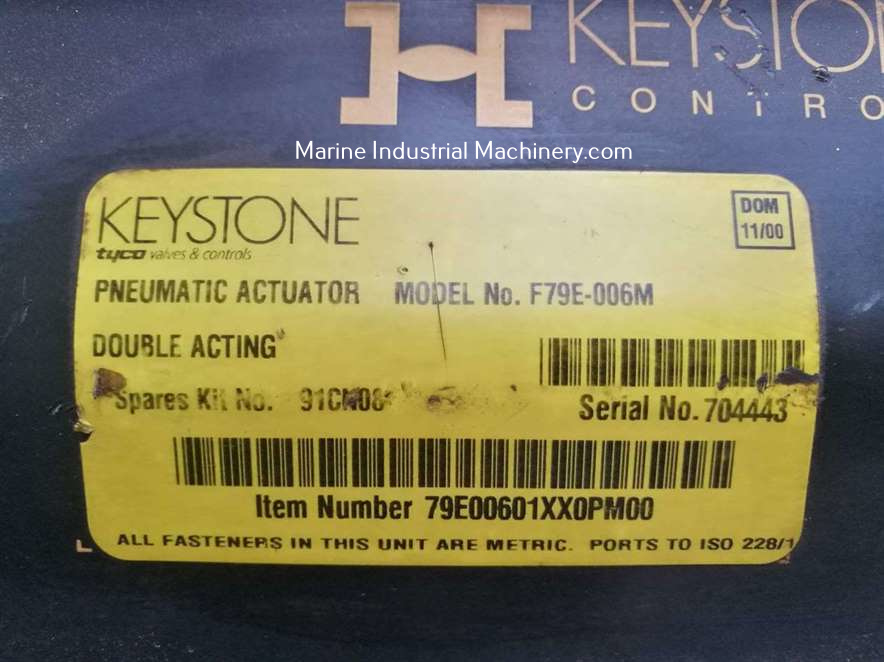 KEYSTO
CONTRO
Marine Industrial Machinery.com
KEYSTONE
tyco valves & controls
DOM
11/00
PNEUMATIC ACTUATOR MODEL No. F79E-006M
DOUBLE ACTING
Spares Kit No. 91CN08
Serial No. 704443
Item Number 79E00601XX0PM00
L
ALL FASTENERS IN THIS UNIT ARE METRIC. PORTS TO ISO 228/1